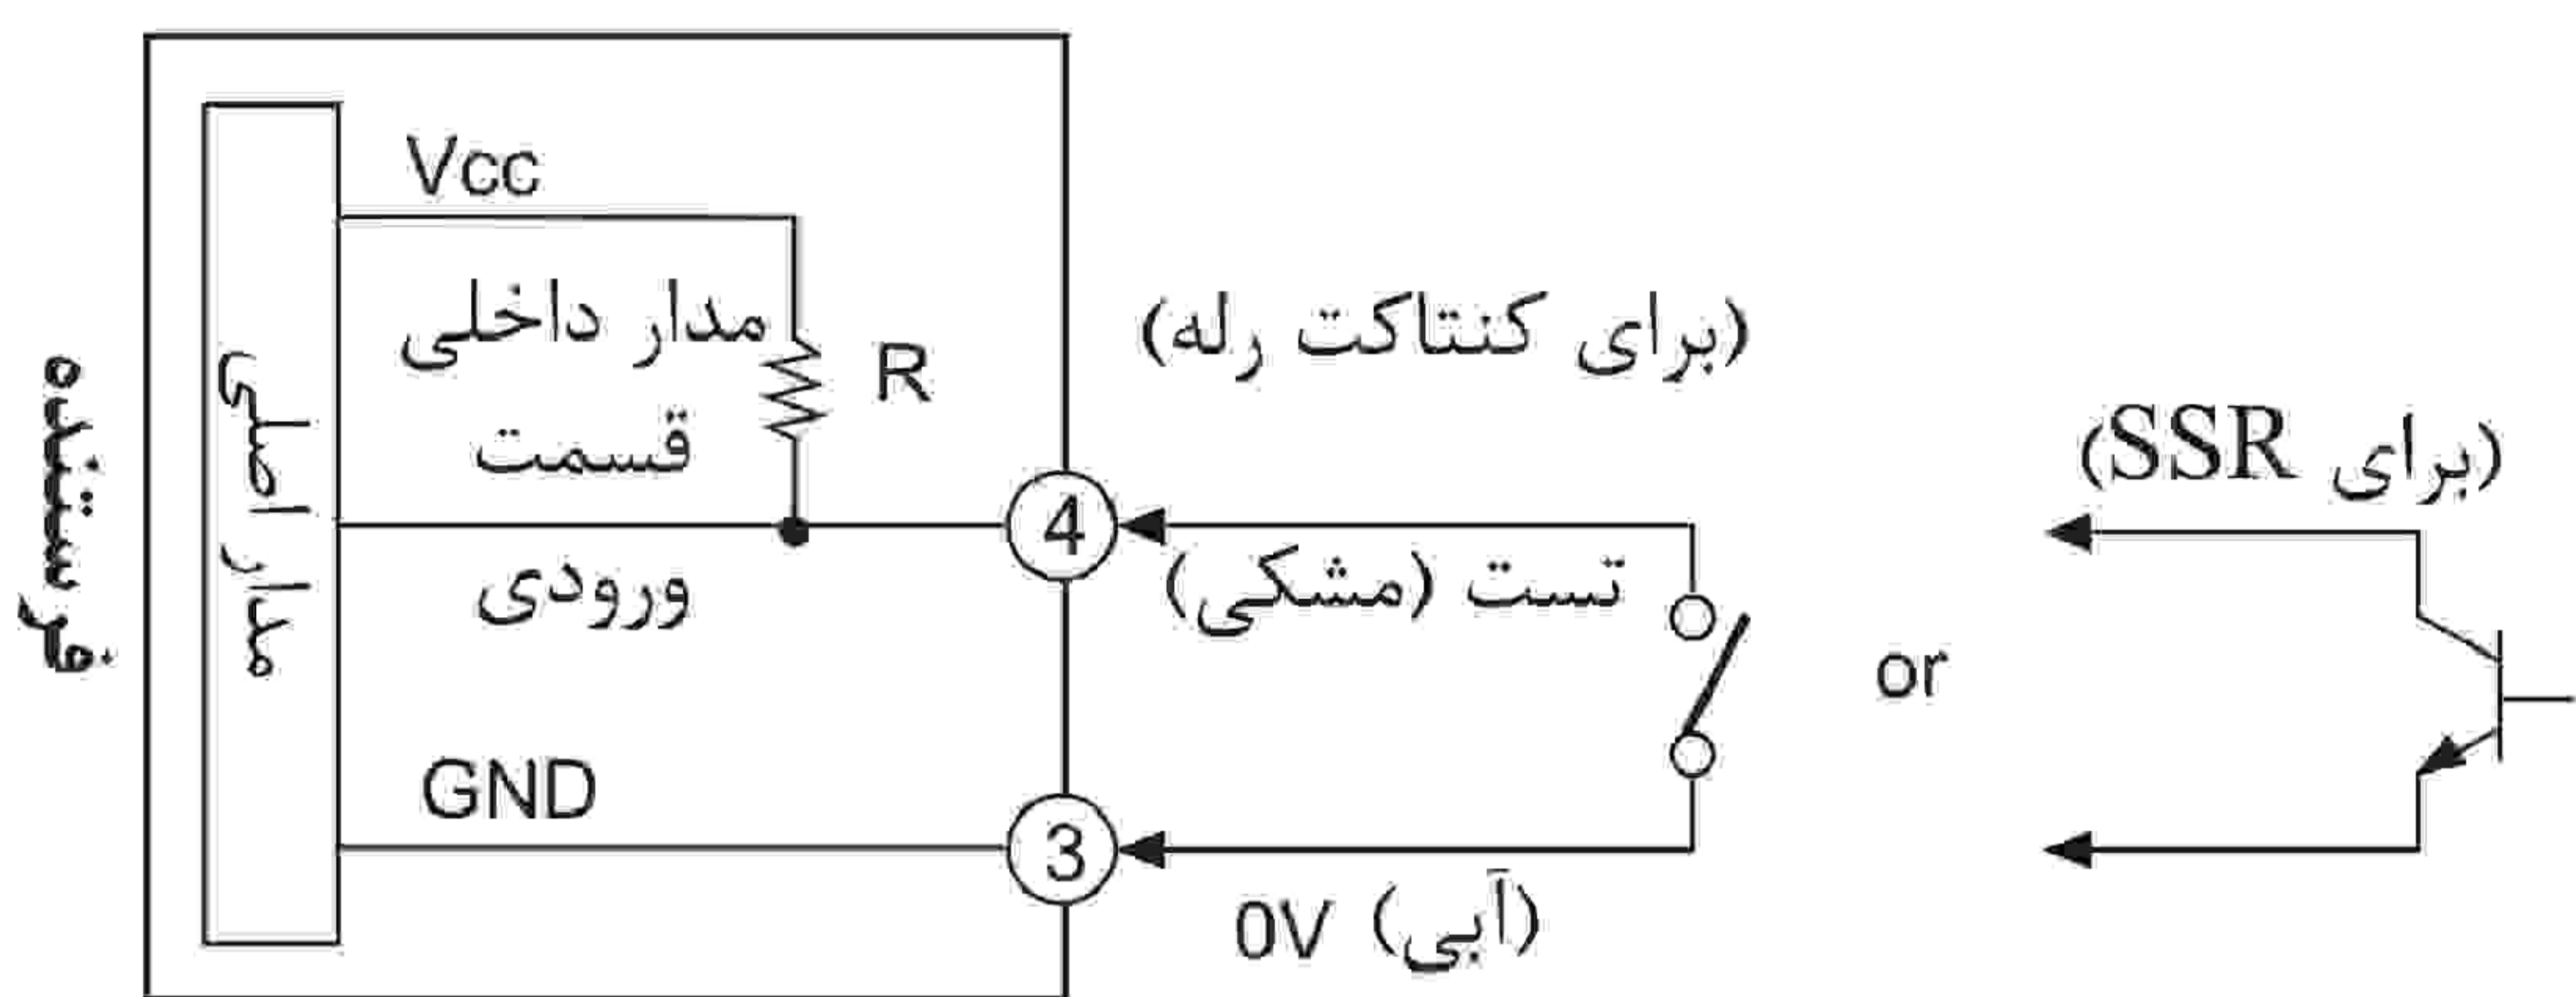 فرستنده
مدار اصلی
Vcc
مدار داخلی
قسمت
ورودی
R
GND
4
3
(برای کنتاکت رله)
تست (مشکی)
0V (آبی)
or
(برای SSR)